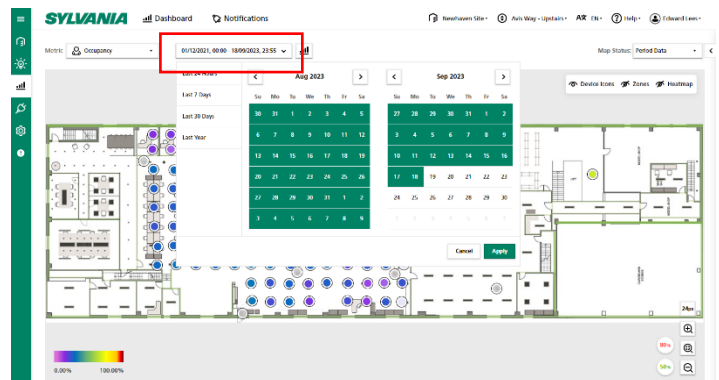 SYLVANIA Dashboard Notifications Newhaven Site Avis Way - Upstairs EN Help Edward Lees
Metric Occupancy 01/12/2021, 00:00 18/09/2023, 23:55 Map Status: Period Data
Last 24 Hours
Last 7 Days
Last 30 Days
Last Year
< Aug 2023 >
Su Mo Tu We Th Fr Sa
30 31 1 2 3 4 5
6 7 8 9 10 11 12
13 14 15 16 17 18 19
20 21 22 23 24 25 26
27 28 29 30 31 1 2
3 4 5 6 7 8 9
< Sep 2023 >
Su Mo Tu We Th Fr Sa
27 28 29 30 31 1 2
3 4 5 6 7 8 9
10 11 12 13 14 15 16
17 18 19 20 21 22 23
24 25 26 27 28 29 30
Cancel Apply
Device Icons Zones Heatmap
80%
50%
0.00% 100.00%